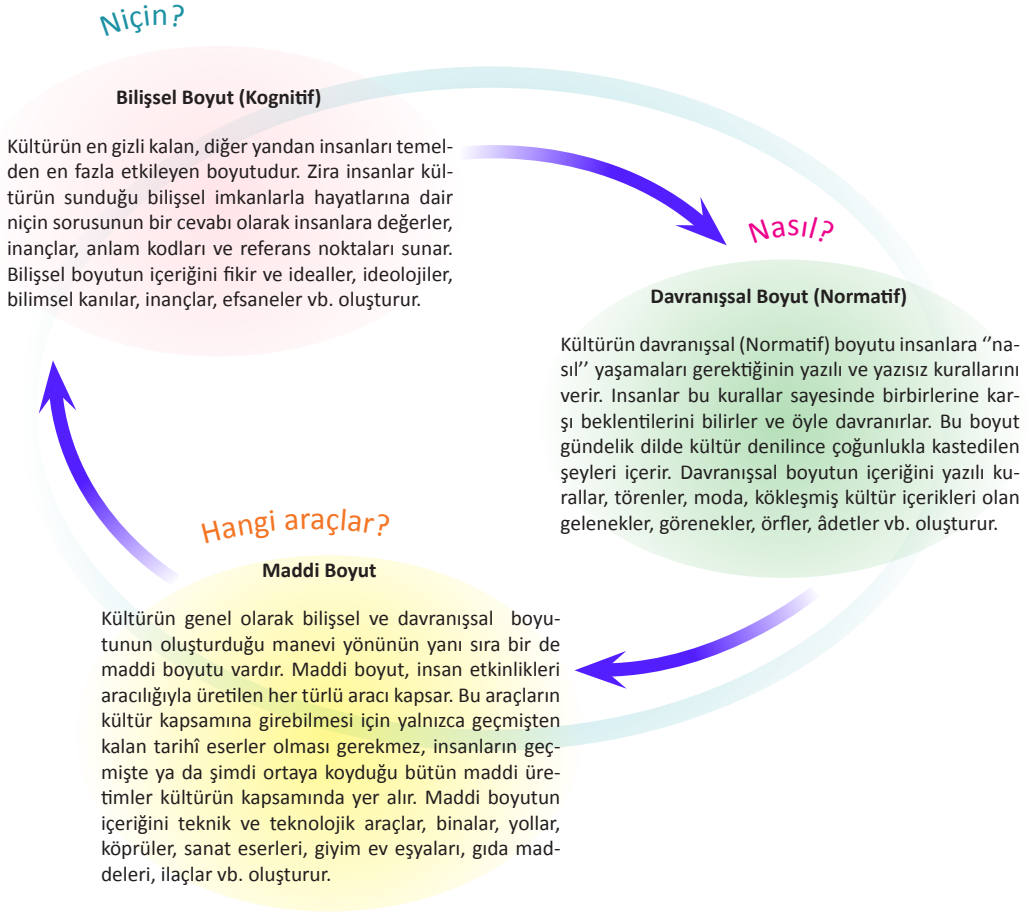 Niçin?
Bilişsel Boyut (Kognitif)
Kültürün en gizli kalan, diğer yandan insanları temel-
den en fazla etkileyen boyutudur. Zira insanlar kül-
türün sunduğu bilişsel imkanlarla hayatlarına dair
niçin sorusunun bir cevabı olarak insanlara değerler,
inançlar, anlam kodları ve referans noktaları sunar.
Bilişsel boyutun içeriğini fikir ve idealler, ideolojiler,
bilimsel kanılar, inançlar, efsaneler vb. oluşturur.
Nasıl?
Davranışsal Boyut (Normatif)
Kültürün davranışsal (Normatif) boyutu insanlara ‘’na-
sıl’’ yaşamaları gerektiğinin yazılı ve yazısız kurallarını
verir. Insanlar bu kurallar sayesinde birbirlerine kar-
şı beklentilerini bilirler ve öyle davranırlar. Bu boyut
gündelik dilde kültür denilince çoğunlukla kastedilen
şeyleri içerir. Davranışsal boyutun içeriğini yazılı ku-
rallar, törenler, moda, kökleşmiş kültür içerikleri olan
gelenekler, görenekler, örfler, âdetler vb. oluşturur.
Hangi araçlar?
Maddi Boyut
Kültürün genel olarak bilişsel ve davranışsal boyu-
tunun oluşturduğu manevi yönünün yanı sıra bir de
maddi boyutu vardır. Maddi boyut, insan etkinlikleri
aracılığıyla üretilen her türlü aracı kapsar. Bu araçların
kültür kapsamına girebilmesi için yalnızca geçmişten
kalan tarihî eserler olması gerekmez, insanların geç-
mişte ya da şimdi ortaya koyduğu bütün maddi üre-
timler kültürün kapsamında yer alır. Maddi boyutun
içeriğini teknik ve teknolojik araçlar, binalar, yollar,
köprüler, sanat eserleri, giyim ev eşyaları, gıda mad-
deleri, ilaçlar vb. oluşturur.